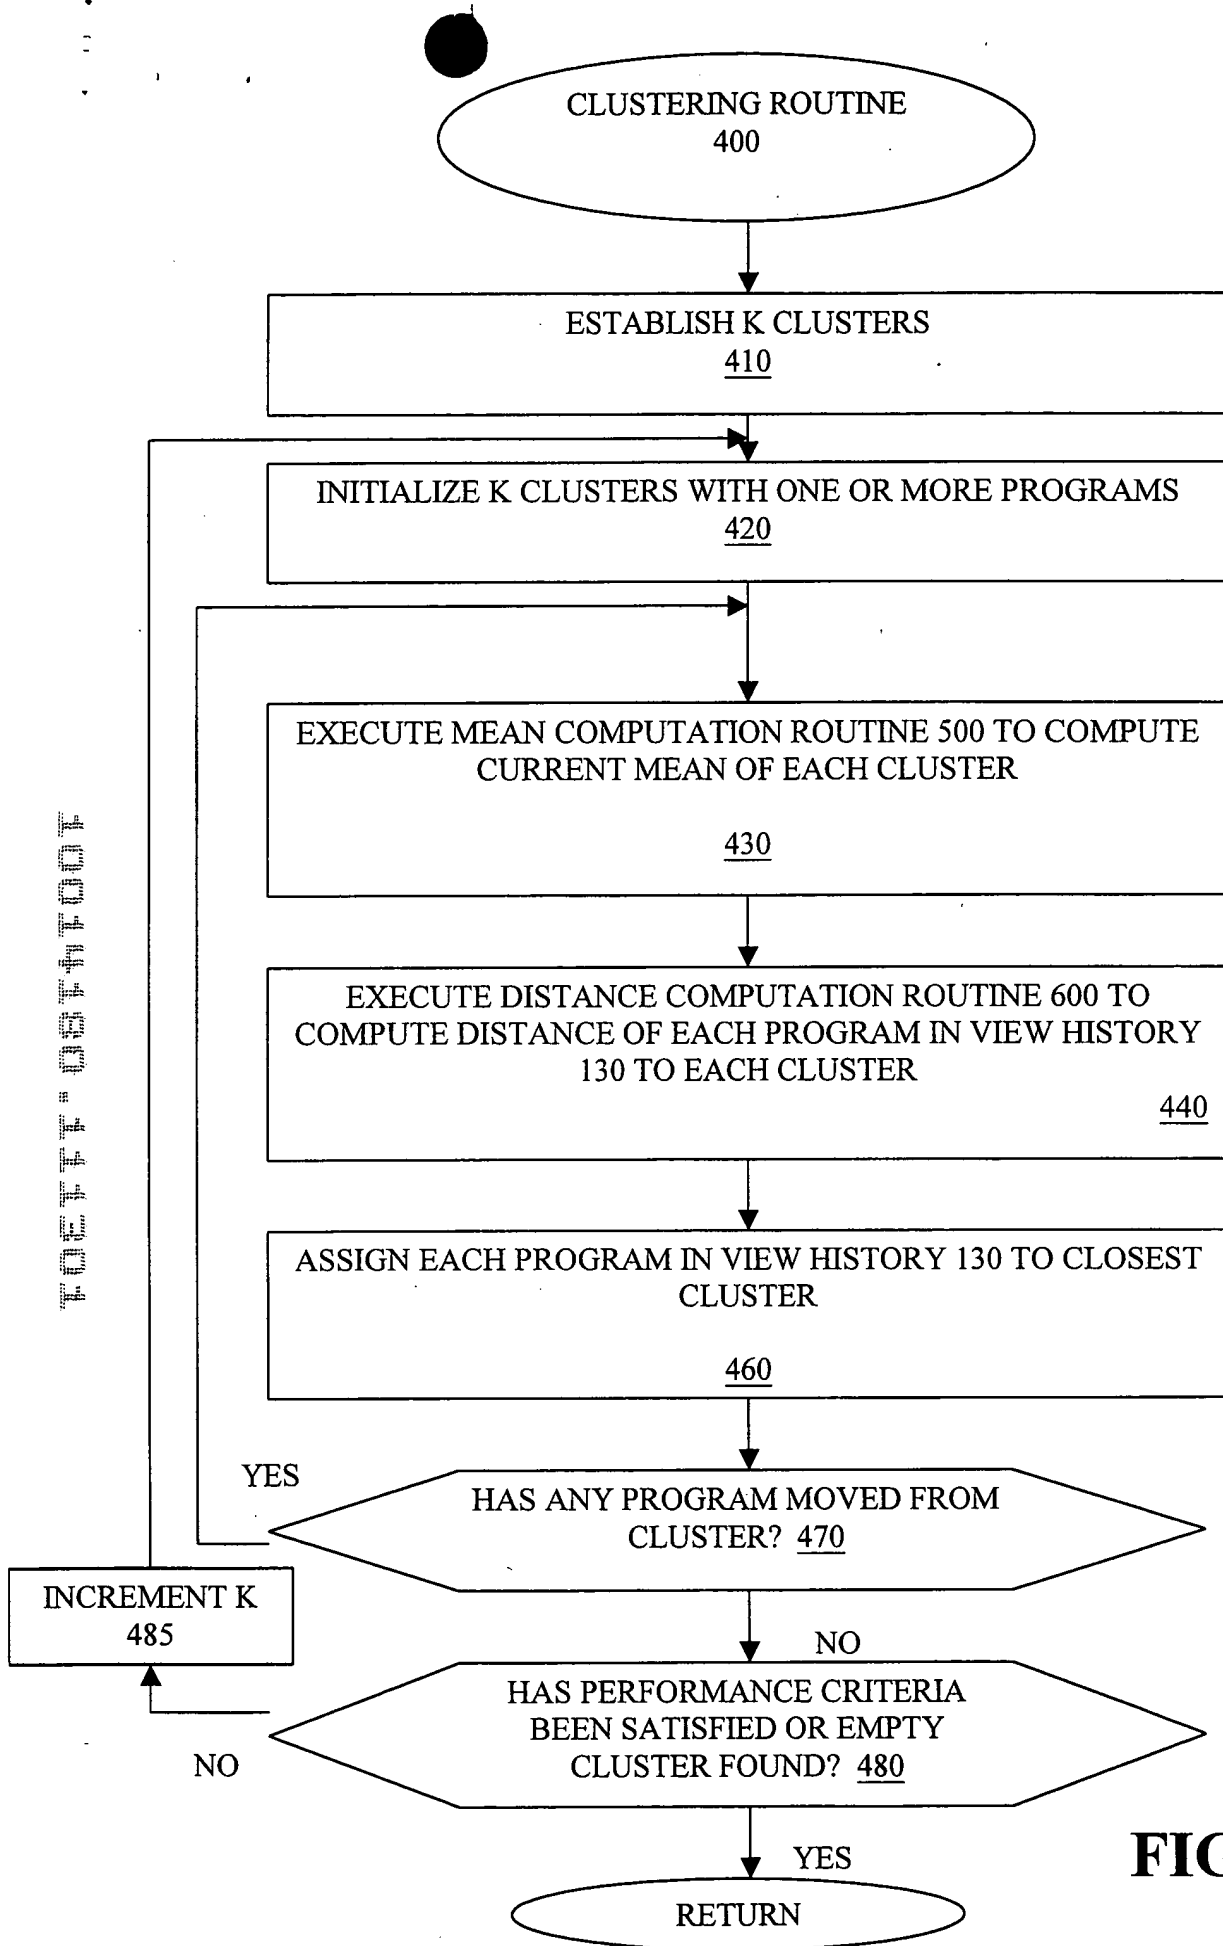 CLUSTERING ROUTINE
400
ESTABLISH K CLUSTERS
410
INITIALIZE K CLUSTERS WITH ONE OR MORE PROGRAMS
420
EXECUTE MEAN COMPUTATION ROUTINE 500 TO COMPUTE
CURRENT MEAN OF EACH CLUSTER
430
EXECUTE DISTANCE COMPUTATION ROUTINE 600 TO
COMPUTE DISTANCE OF EACH PROGRAM IN VIEW HISTORY
130 TO EACH CLUSTER
440
ASSIGN EACH PROGRAM IN VIEW HISTORY 130 TO CLOSEST
CLUSTER
460
YES
HAS ANY PROGRAM MOVED FROM
CLUSTER? 470
INCREMENT K
485
NO
HAS PERFORMANCE CRITERIA
BEEN SATISFIED OR EMPTY
CLUSTER FOUND? 480
NO
YES
FIG
RETURN